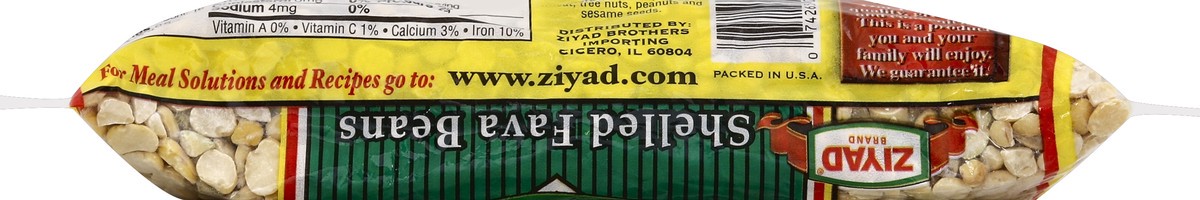 sodium 4mg 0%
Vitamin A 0% • Vitamin C 1% • Calcium 3% • Iron 10%
tree nuts, peanuts and
sesame seeds.
DISTRIBUTED BY:
ZIYAD BROTHERS
IMPORTING
CICERO, IL 60804
0 7426
PACKED IN U.S.A.
This is a
you and your
family will enjoy.
We guarantee it!
For Meal Solutions and Recipes go to: www.ziyad.com
Shelled Fava Beans
ZIYAD®
BRAND